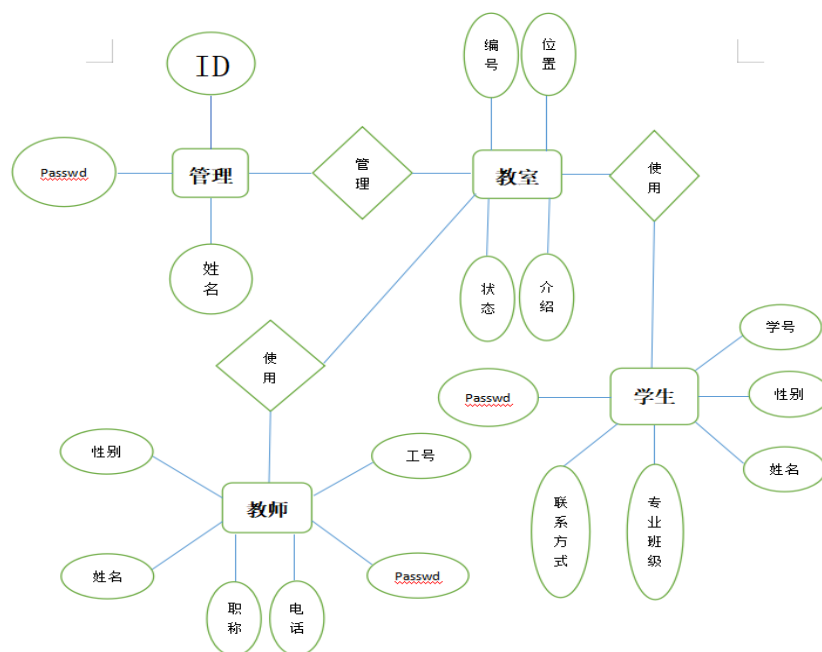 ID
编号
位置
Passwd
管理
管理
教室
使用
姓名
状态
介绍
使用
学号
Passwd
学生
性别
姓名
性别
工号
教师
联系方式
专业班级
姓名
Passwd
职称
电话